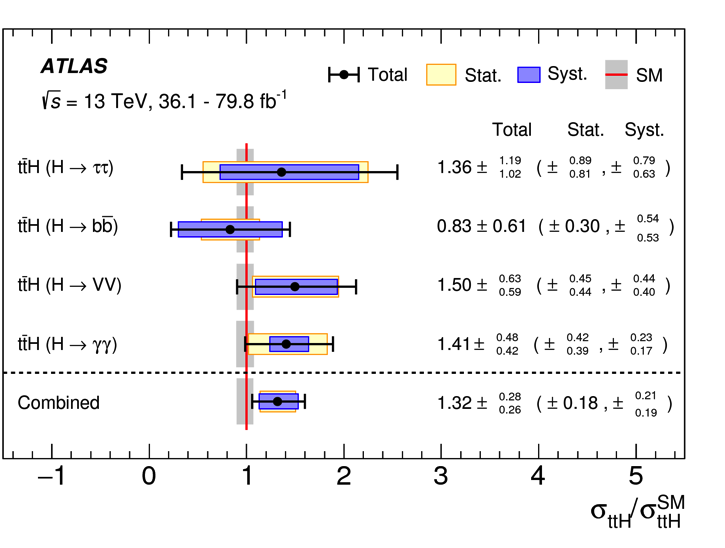 ATLAS
√s = 13 TeV, 36.1 - 79.8 fb⁻¹
Total Stat. Syst. SM
Total Stat. Syst.
tt̄H (H → ττ) 1.36 ± 1.19 1.02 ( ± 0.89 0.81 , ± 0.79 0.63 )
tt̄H (H → bb̄) 0.83 ± 0.61 ( ± 0.30 , ± 0.54 0.53 )
tt̄H (H → VV) 1.50 ± 0.63 0.59 ( ± 0.45 0.44 , ± 0.44 0.40 )
tt̄H (H → γγ) 1.41 ± 0.48 0.42 ( ± 0.42 0.39 , ± 0.23 0.17 )
Combined 1.32 ± 0.28 0.26 ( ± 0.18 , ± 0.21 0.19 )
−1 0 1 2 3 4 5
σttH/σttH^SM